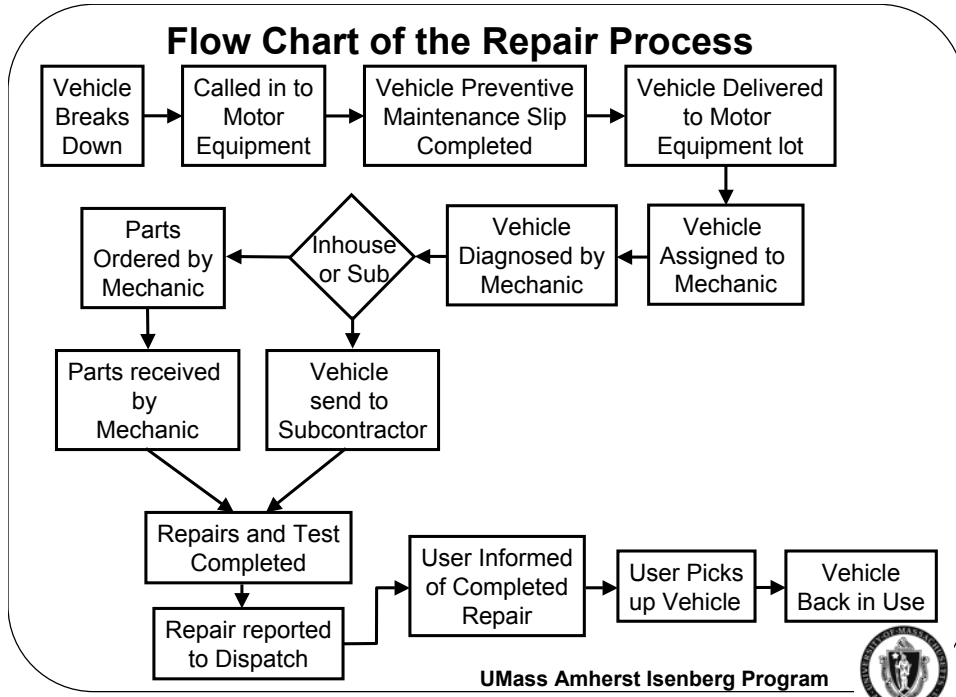 Flow Chart of the Repair Process
Vehicle
Breaks
Down
Called in to
Motor
Equipment
Vehicle Preventive
Maintenance Slip
Completed
Vehicle Delivered
to Motor
Equipment lot
Vehicle
Assigned to
Mechanic
Vehicle
Diagnosed by
Mechanic
Inhouse
or Sub
Parts
Ordered by
Mechanic
Parts received
by
Mechanic
Vehicle
send to
Subcontractor
Repairs and Test
Completed
Repair reported
to Dispatch
User Informed
of Completed
Repair
User Picks
up Vehicle
Vehicle
Back in Use
UMass Amherst Isenberg Program
UNIVERSITY OF MASSACHUSETTS